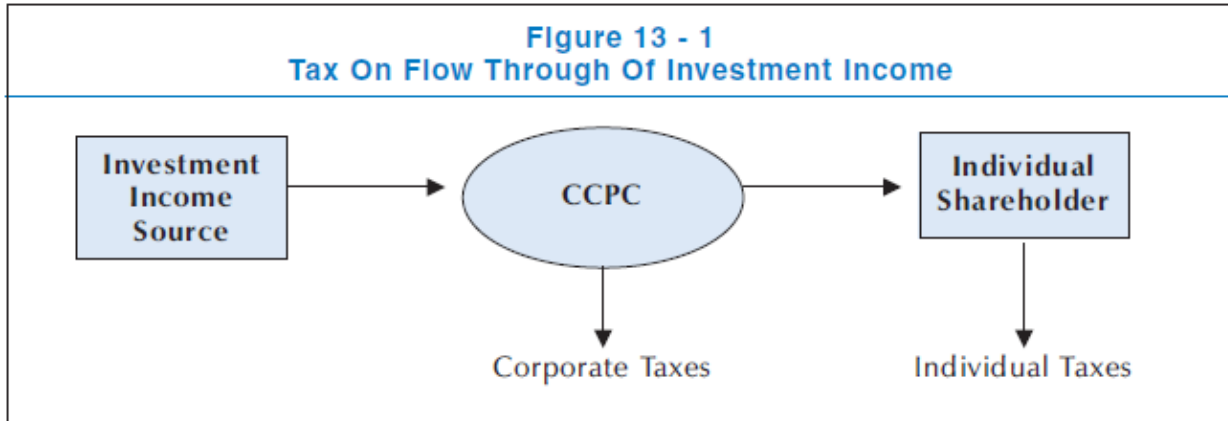 Figure 13 - 1
Tax On Flow Through Of Investment Income
Investment
Income
Source
CCPC
Individual
Shareholder
Corporate Taxes
Individual Taxes